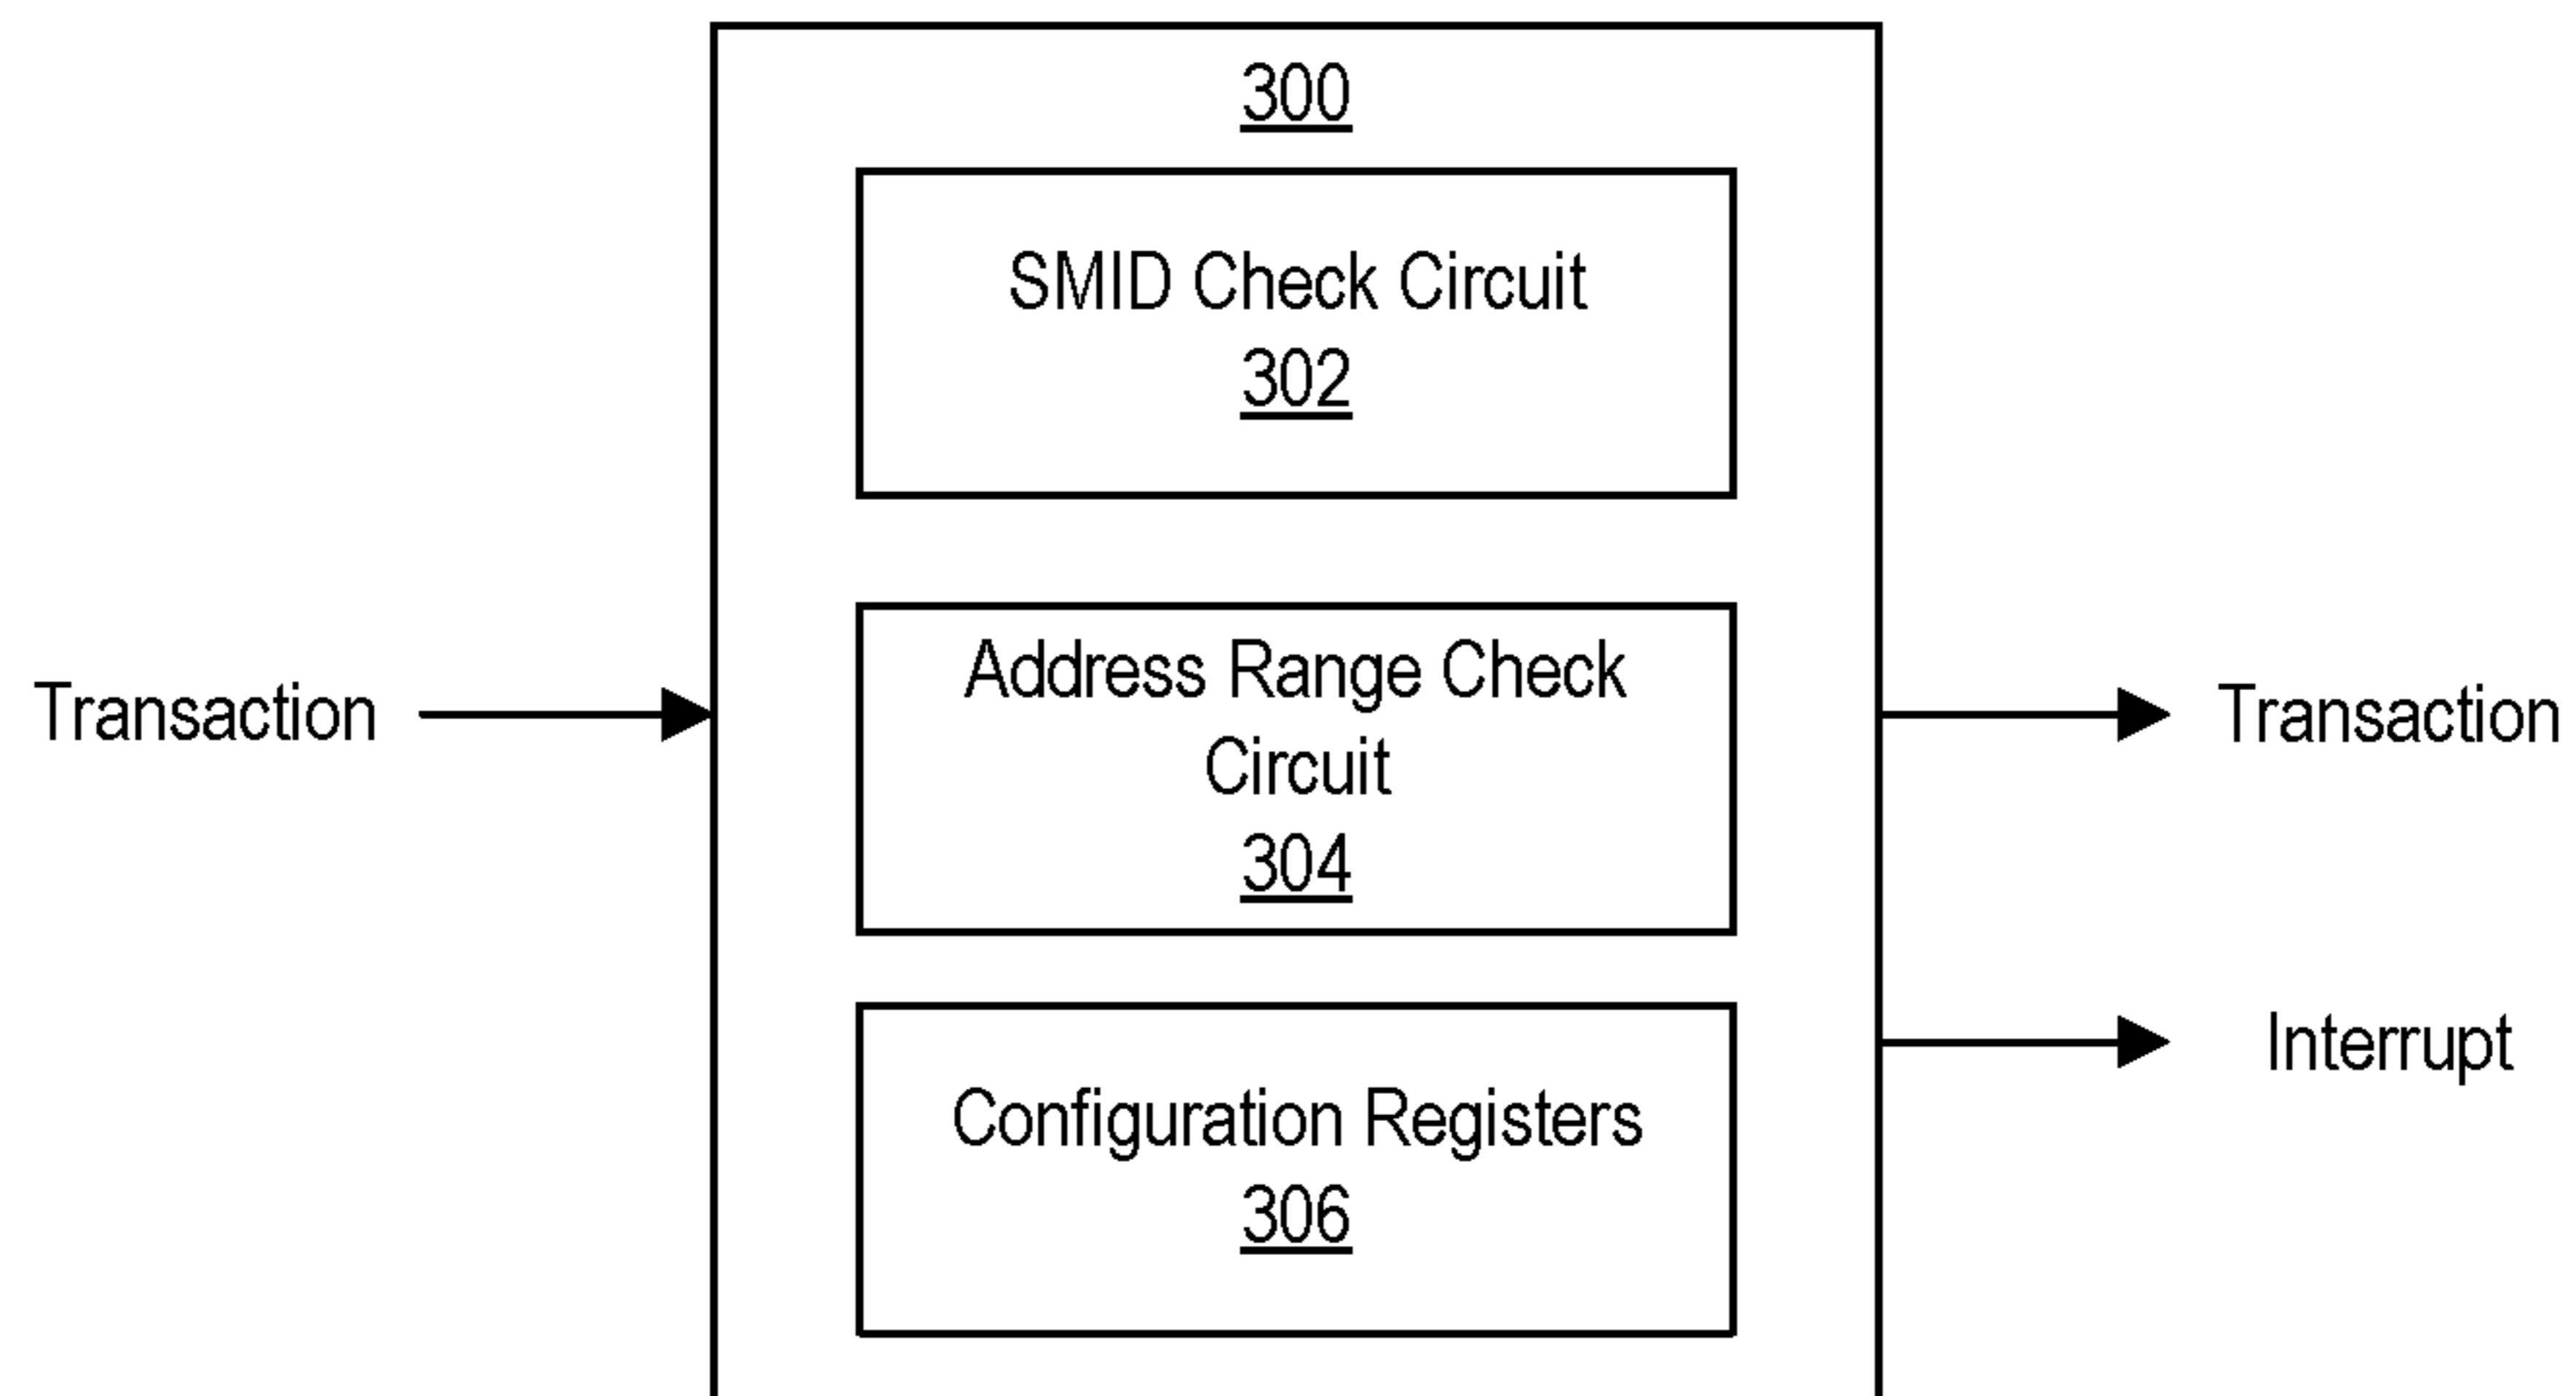 300
SMID Check Circuit
302
Address Range Check
Circuit
304
Transaction
Transaction
Interrupt
Configuration Registers
306